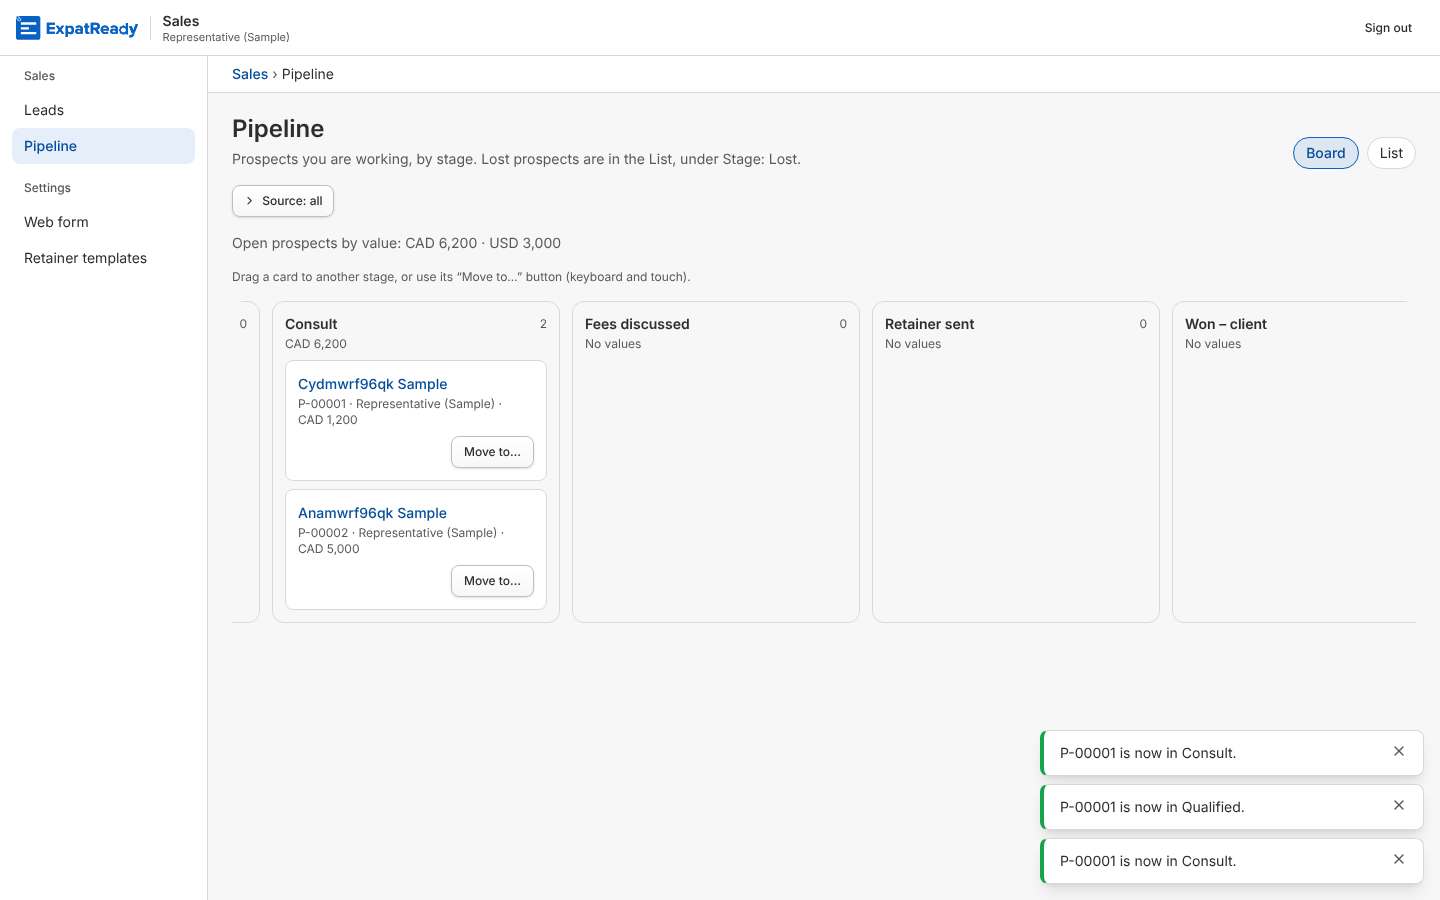 ExpatReady
Sales
Representative (Sample)
Sign out
Sales
Leads
Pipeline
Settings
Web form
Retainer templates
Sales › Pipeline
Pipeline
Prospects you are working, by stage. Lost prospects are in the List, under Stage: Lost.
Board
List
Source: all
Open prospects by value: CAD 6,200 · USD 3,000
Drag a card to another stage, or use its “Move to…” button (keyboard and touch).
0
Consult 2
CAD 6,200
Cydmwrf96qk Sample
P-00001 · Representative (Sample) ·
CAD 1,200
Move to…
Anamwrf96qk Sample
P-00002 · Representative (Sample) ·
CAD 5,000
Move to…
Fees discussed 0
No values
Retainer sent 0
No values
Won – client
No values
P-00001 is now in Consult.
P-00001 is now in Qualified.
P-00001 is now in Consult.